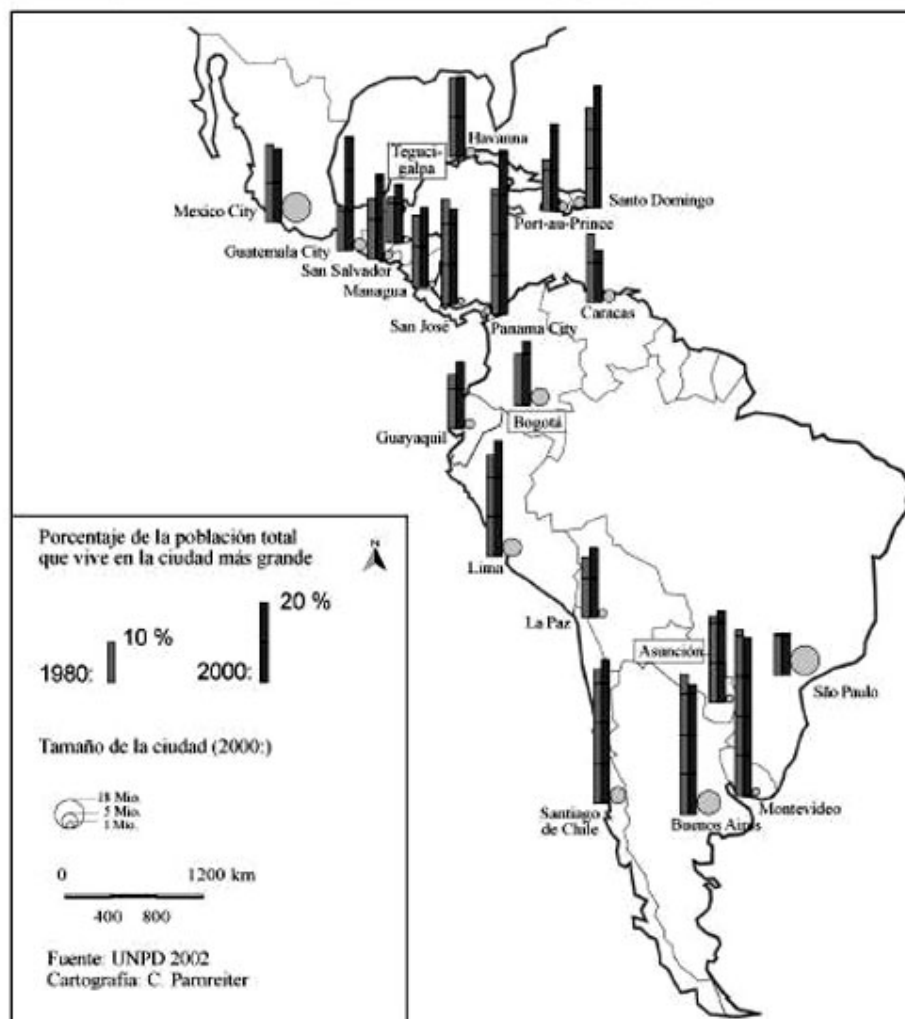 Havanna
Teguci-
galpa
Mexico City
Santo Domingo
Port-au-Prince
Guatemala City
San Salvador
Managua
San José
Panama City
Caracas
Guayaquil
Bogotá
Lima
La Paz
Asunción
São Paulo
Santiago
de Chile
Buenos Aires
Montevideo
Porcentaje de la población total
que vive en la ciudad más grande
N
20 %
10 %
1980:
2000:
Tamaño de la ciudad (2000:)
18 Mio.
5 Mio.
1 Mio.
0 1200 km
400 800
Fuente: UNPD 2002
Cartografia: C. Parnreiter